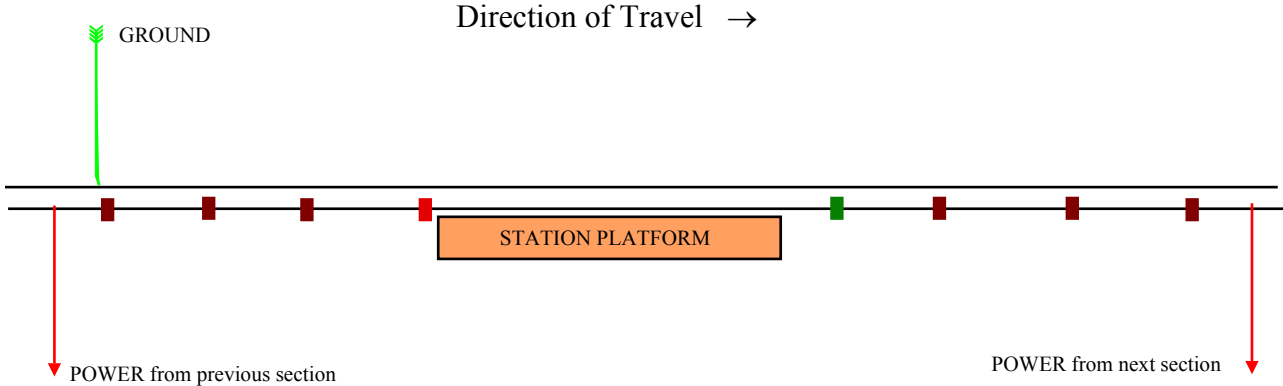 Direction of Travel →
GROUND
STATION PLATFORM
POWER from previous section
POWER from next section